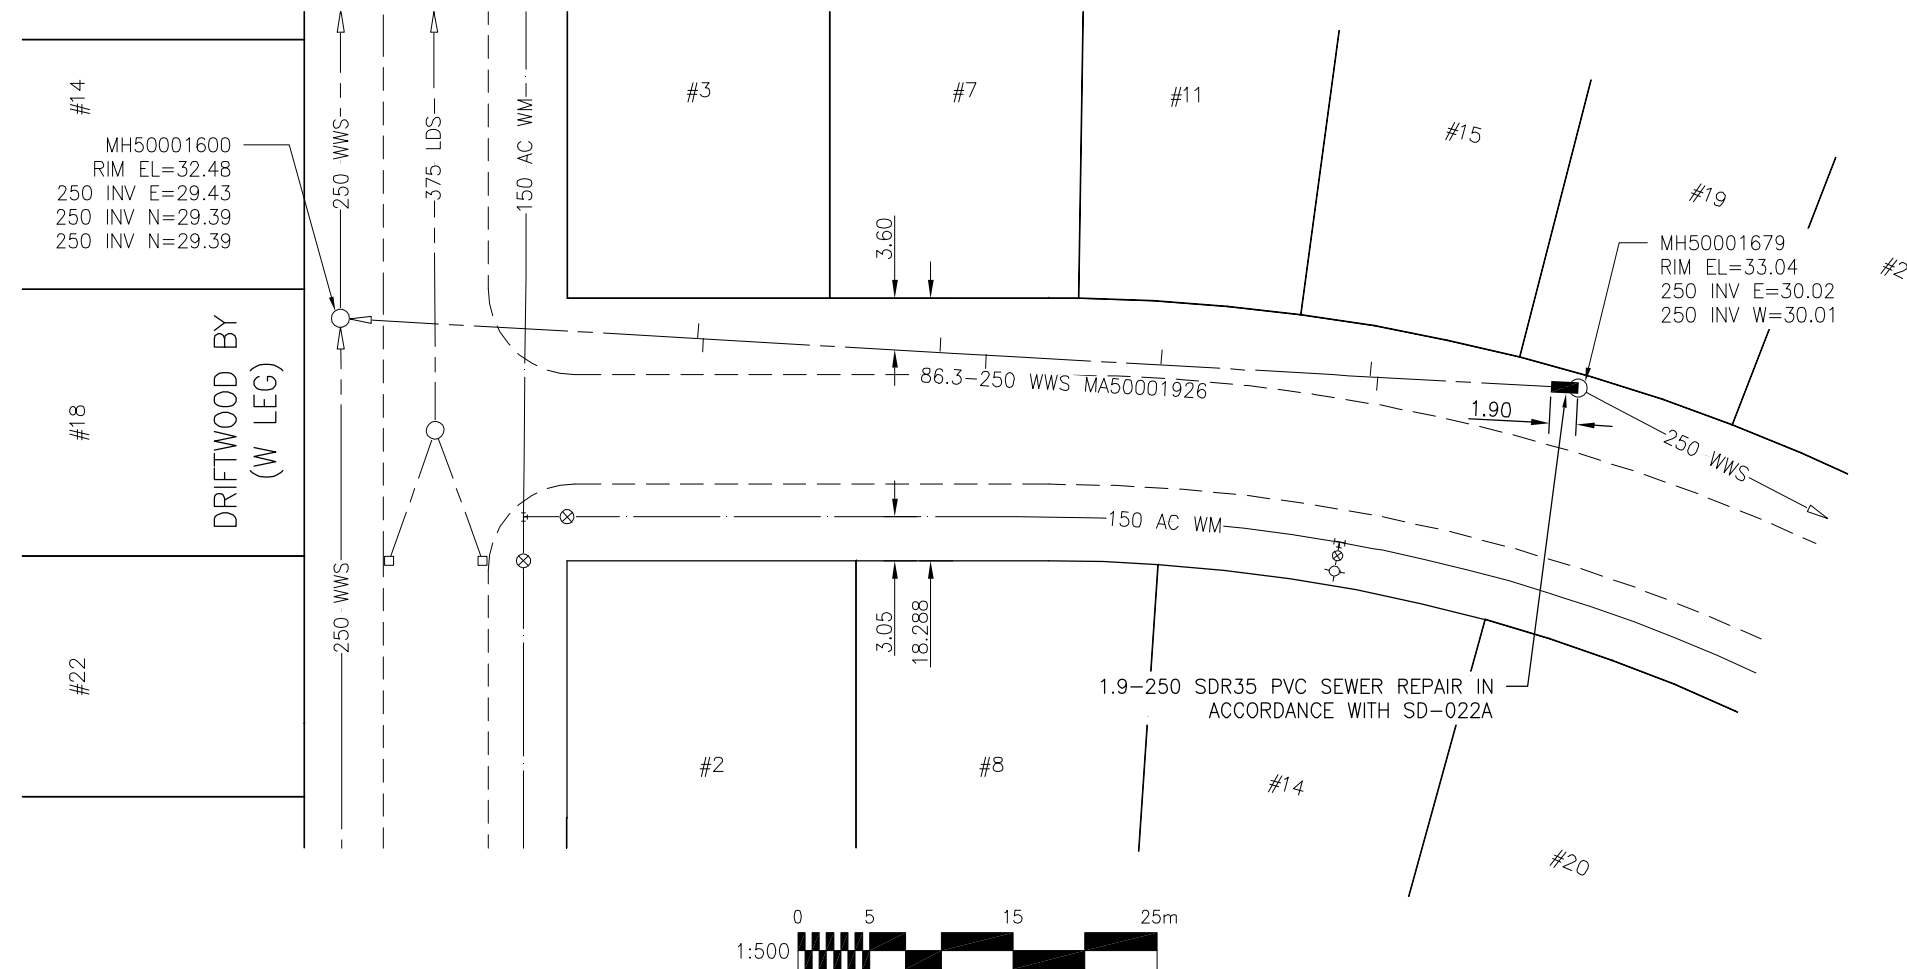 #14
MH50001600
RIM EL=32.48
250 INV E=29.43
250 INV N=29.39
250 INV N=29.39
250 WWS
375 LDS
150 AC WM
#3
#7
#11
#15
#19
#2
MH50001679
RIM EL=33.04
250 INV E=30.02
250 INV W=30.01
3.60
#18
DRIFTWOOD BY
(W LEG)
86.3-250 WWS MA50001926
1.90
250 WWS
150 AC WM
250 WWS
#22
3.05
18.288
1.9-250 SDR35 PVC SEWER REPAIR IN
ACCORDANCE WITH SD-022A
#2
#8
#14
#20
0 5 15 25m
1:500